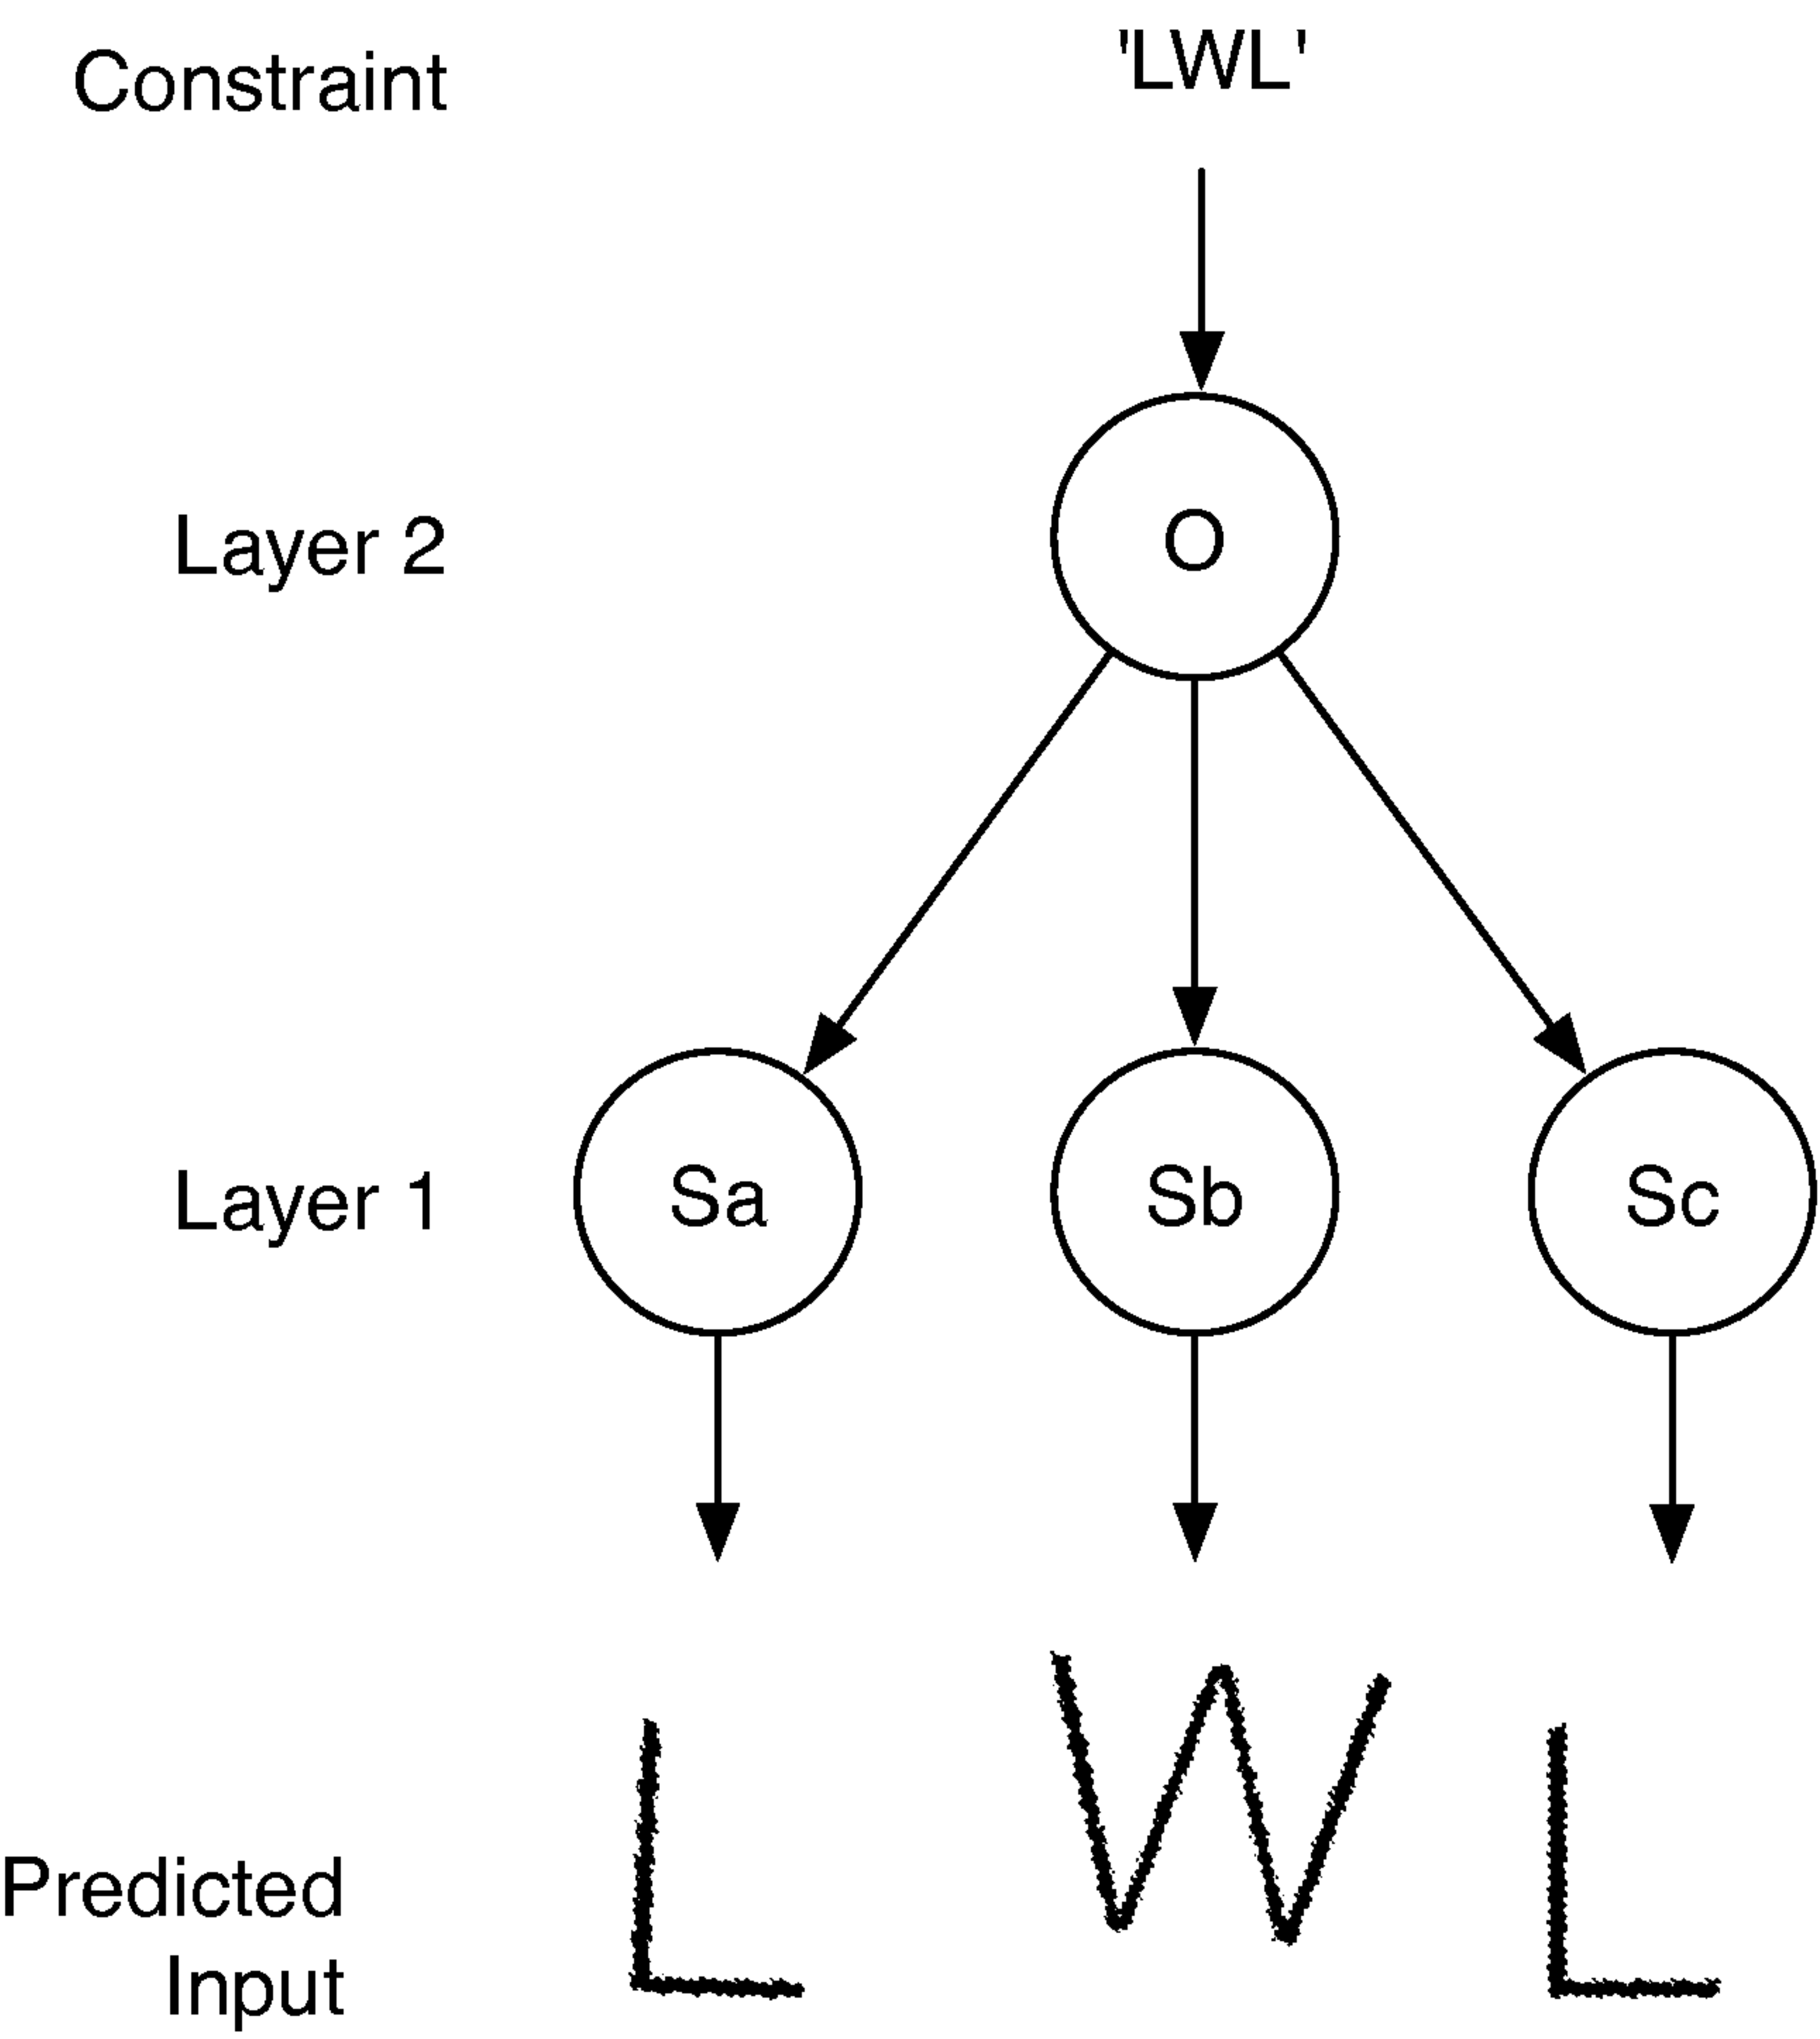 Constraint 'LWL'
Layer 2 O
Layer 1 Sa Sb Sc
Predicted
Input
L W L